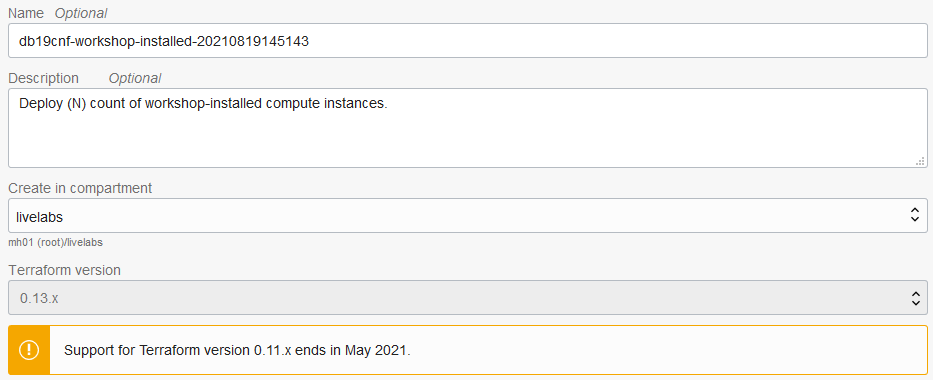 Name Optional
db19cnf-workshop-installed-20210819145143
Description Optional
Deploy (N) count of workshop-installed compute instances.
Create in compartment
livelabs
mh01 (root)/livelabs
Terraform version
0.13.x
Support for Terraform version 0.11.x ends in May 2021.